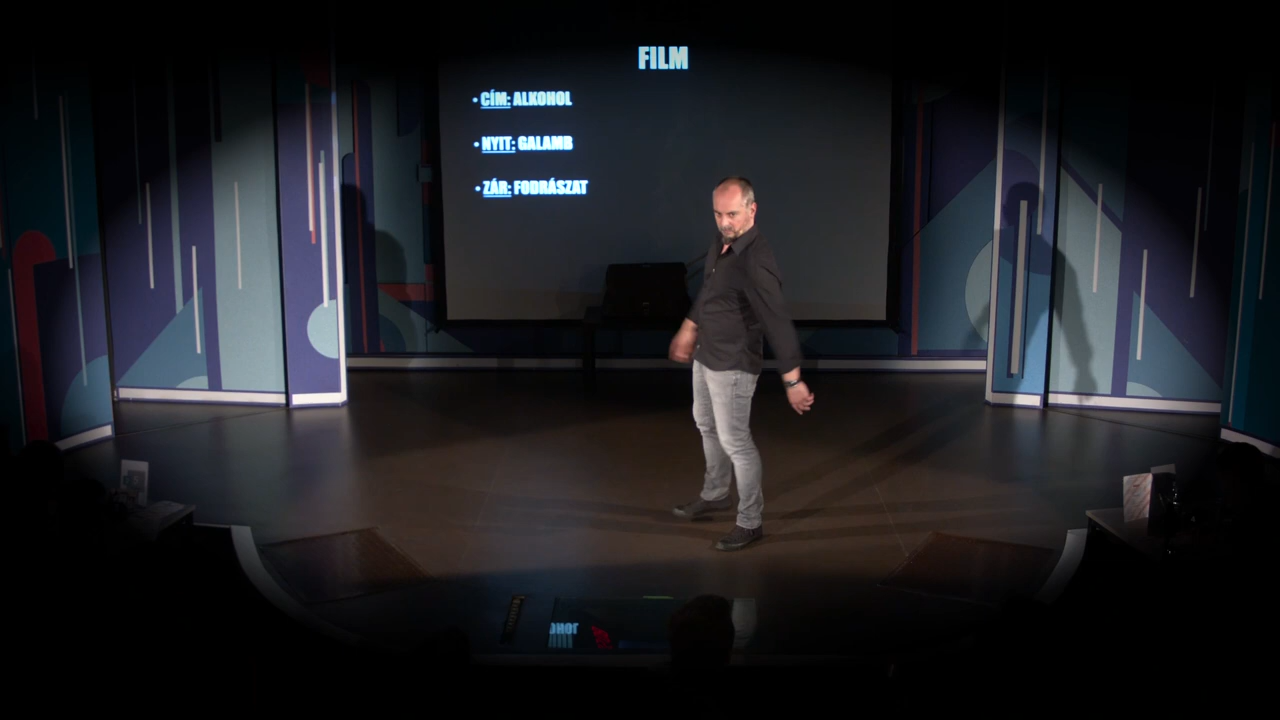 FILM
• CÍM: ALKOHOL
• NYIT: GALAMB
• ZÁR: FODRÁSZAT